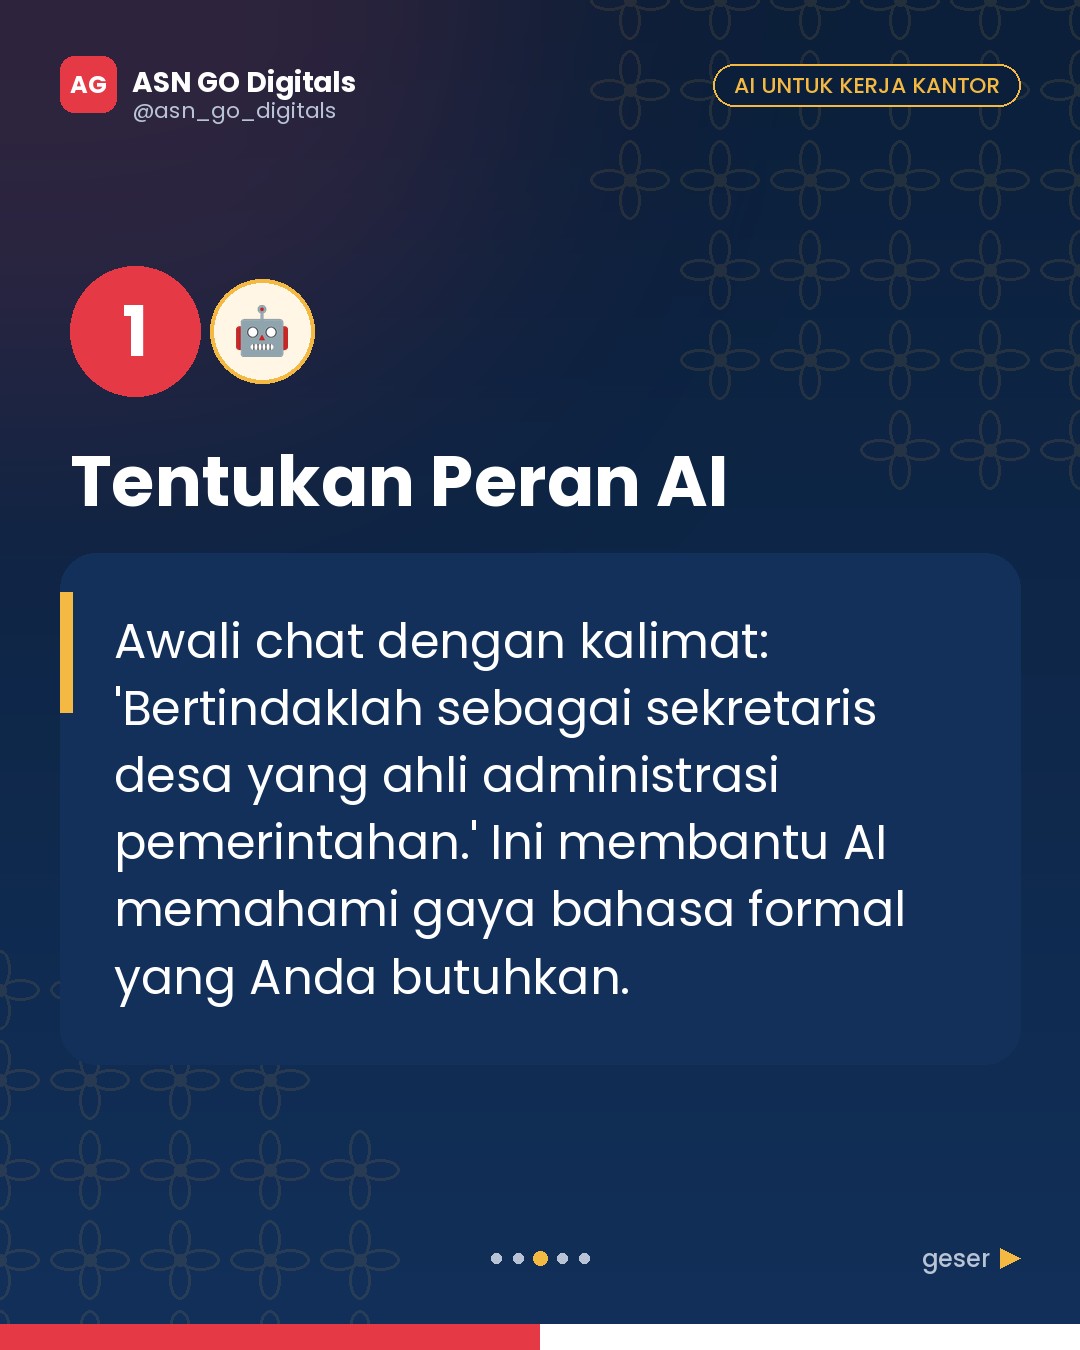 AG
ASN GO Digitals
@asn_go_digitals
AI UNTUK KERJA KANTOR
1
Tentukan Peran AI
Awali chat dengan kalimat:
'Bertindaklah sebagai sekretaris
desa yang ahli administrasi
pemerintahan.' Ini membantu AI
memahami gaya bahasa formal
yang Anda butuhkan.
geser